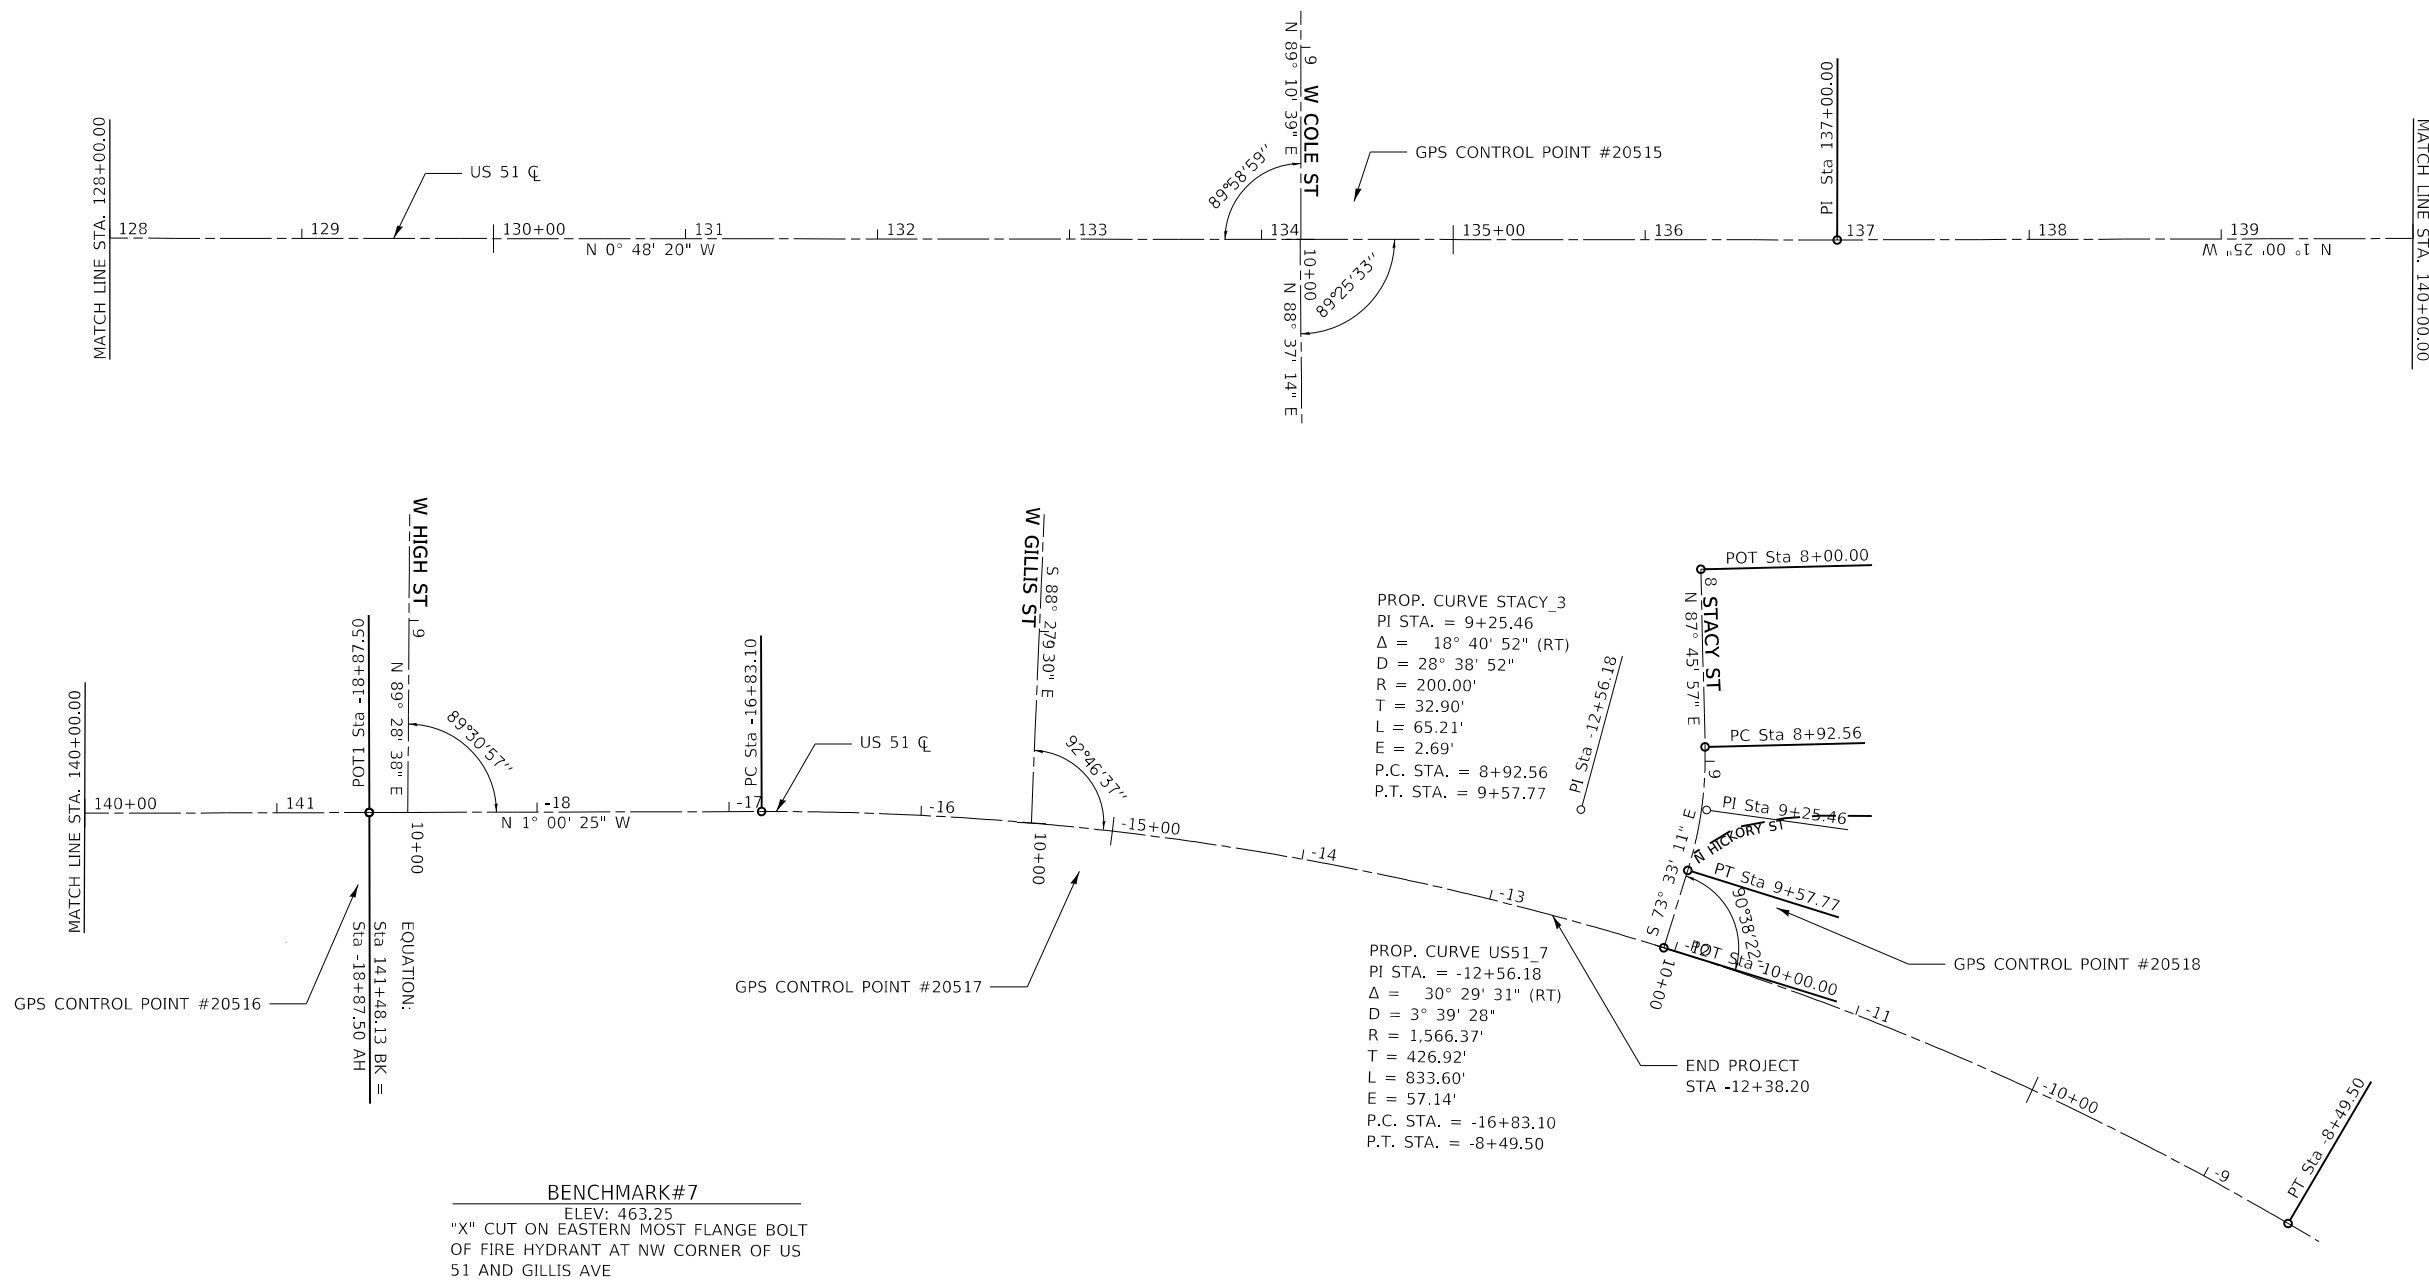 MATCH LINE STA. 128+00.00
128
129
US 51 ℄
130+00
N 0° 48' 20" W
131
132
133
134
N 89° 10' 39" E
9
W COLE ST
89°58'59''
10+00
N 88° 37' 14" E
89°25'33''
GPS CONTROL POINT #20515
135+00
136
PI Sta 137+00.00
137
138
139
N 1° 00' 25" W
MATCH LINE STA. 140+00.00
MATCH LINE STA. 140+00.00
140+00
141
POT1 Sta -18+87.50
W HIGH ST
9
N 89° 28' 38" E
89°30'57''
10+00
EQUATION:
Sta 141+48.13 BK =
Sta -18+87.50 AH
GPS CONTROL POINT #20516
-18
N 1° 00' 25" W
-17
PC Sta -16+83.10
US 51 ℄
-16
W GILLIS ST
S 88° 27' 30" E
9
92°46'37''
10+00
-15+00
GPS CONTROL POINT #20517
-14
-13
PROP. CURVE STACY_3
PI STA. = 9+25.46
Δ = 18° 40' 52" (RT)
D = 28° 38' 52"
R = 200.00'
T = 32.90'
L = 65.21'
E = 2.69'
P.C. STA. = 8+92.56
P.T. STA. = 9+57.77
PI Sta -12+56.18
POT Sta 8+00.00
8
STACY ST
N 87° 45' 57" E
PC Sta 8+92.56
9
PI Sta 9+25.46
N HICKORY ST
PT Sta 9+57.77
S 73° 33' 11" E
90°38'22''
-12
POT Sta 10+00.00
10+00
GPS CONTROL POINT #20518
PROP. CURVE US51_7
PI STA. = -12+56.18
Δ = 30° 29' 31" (RT)
D = 3° 39' 28"
R = 1,566.37'
T = 426.92'
L = 833.60'
E = 57.14'
P.C. STA. = -16+83.10
P.T. STA. = -8+49.50
END PROJECT
STA -12+38.20
-11
-10+00
-9
PT Sta -8+49.50
BENCHMARK#7
ELEV: 463.25
"X" CUT ON EASTERN MOST FLANGE BOLT
OF FIRE HYDRANT AT NW CORNER OF US
51 AND GILLIS AVE